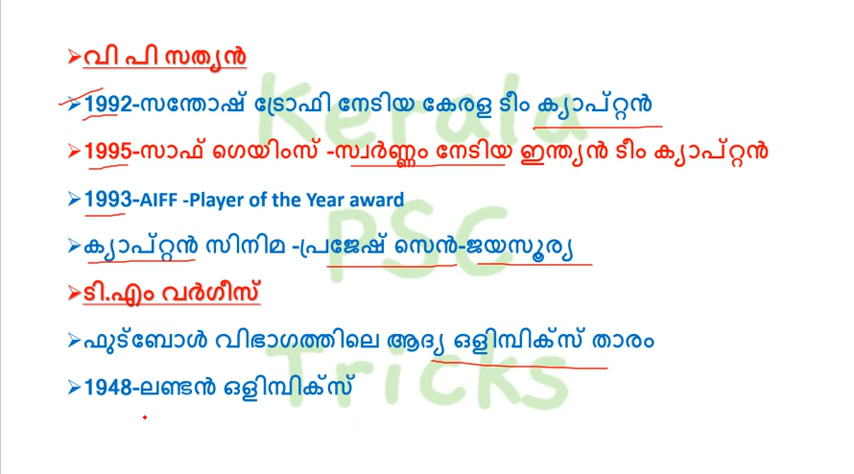 വി പി സത്യൻ
1992-സന്തോഷ് ട്രോഫി നേടിയ കേരള ടീം ക്യാപ്റ്റൻ
1995-സാഫ് ഗെയിംസ് -സ്വർണ്ണം നേടിയ ഇന്ത്യൻ ടീം ക്യാപ്റ്റൻ
1993-AIFF -Player of the Year award
ക്യാപ്റ്റൻ സിനിമ -പ്രജേഷ് സെൻ-ജയസൂര്യ
ടി.എം വർഗീസ്
ഫുട്ബോൾ വിഭാഗത്തിലെ ആദ്യ ഒളിമ്പിക്സ് താരം
1948-ലണ്ടൻ ഒളിമ്പിക്സ്
Kerala
PSC
Tricks